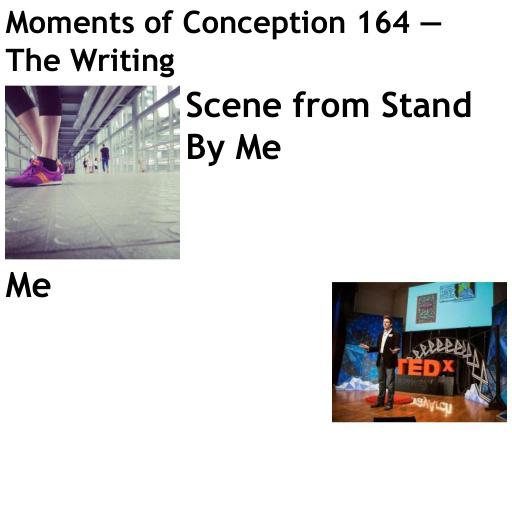 Moments of Conception 164 —
The Writing
Scene from Stand
By Me
Me
TEDx